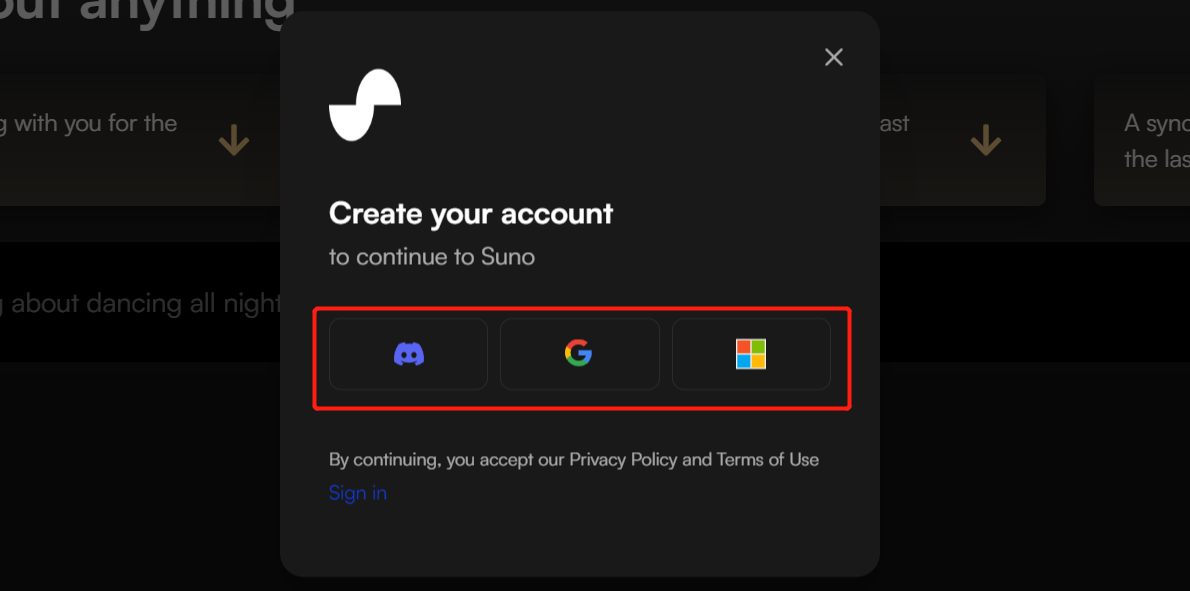 out anything
g with you for the
ast
A sync
the las
Create your account
to continue to Suno
g about dancing all night
By continuing, you accept our Privacy Policy and Terms of Use
Sign in